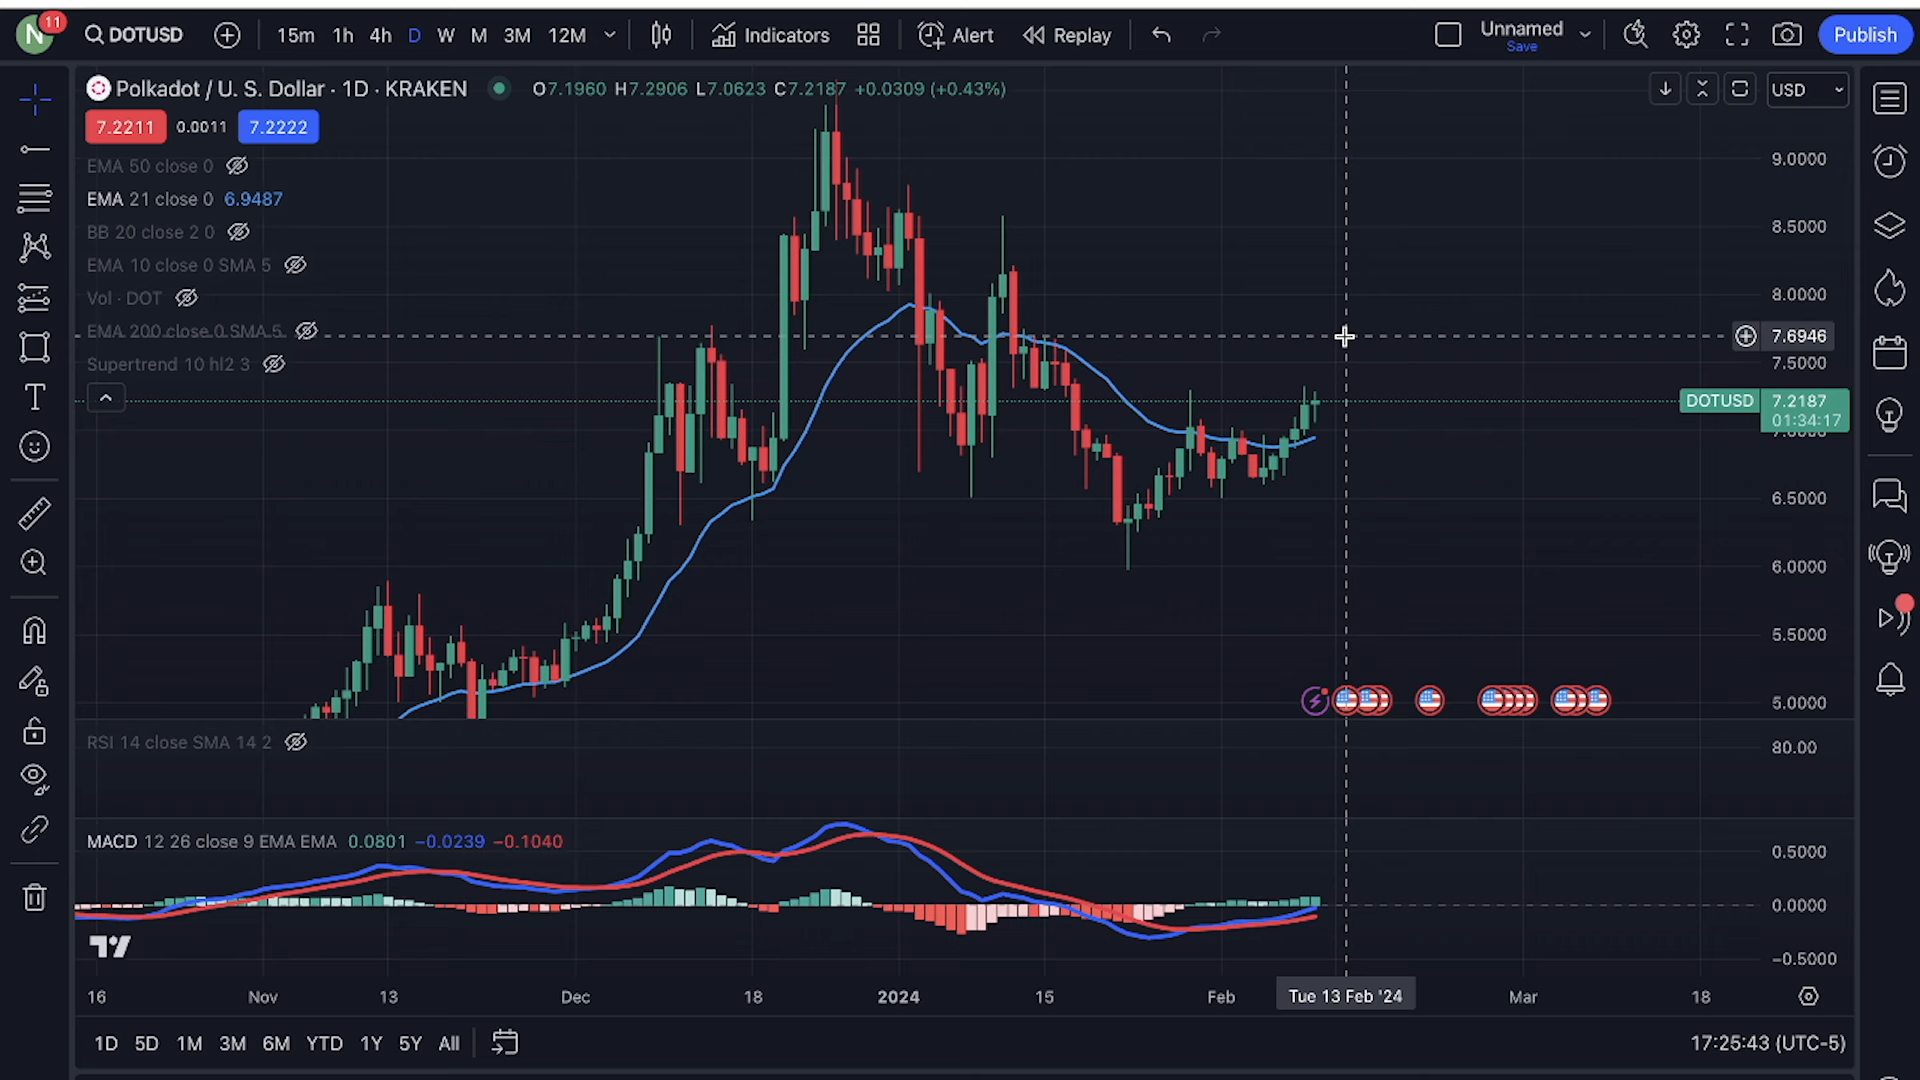 N 11 DOTUSD 15m 1h 4h D W M 3M 12M Indicators Alert Replay Unnamed Save Publish
Polkadot / U. S. Dollar · 1D · KRAKEN O7.1960 H7.2906 L7.0623 C7.2187 +0.0309 (+0.43%) USD
7.2211 0.0011 7.2222
EMA 50 close 0
EMA 21 close 0 6.9487
BB 20 close 2 0
EMA 10 close 0 SMA 5
Vol · DOT
EMA 200 close 0 SMA 5
Supertrend 10 hl2 3
9.0000
8.5000
8.0000
7.6946
7.5000
DOTUSD 7.2187
01:34:17
7.0000
6.5000
6.0000
5.5000
5.0000
RSI 14 close SMA 14 2
80.00
MACD 12 26 close 9 EMA EMA 0.0801 −0.0239 −0.1040
0.5000
0.0000
−0.5000
16 Nov 13 Dec 18 2024 15 Feb Tue 13 Feb '24 Mar 18
1D 5D 1M 3M 6M YTD 1Y 5Y All 17:25:43 (UTC-5)